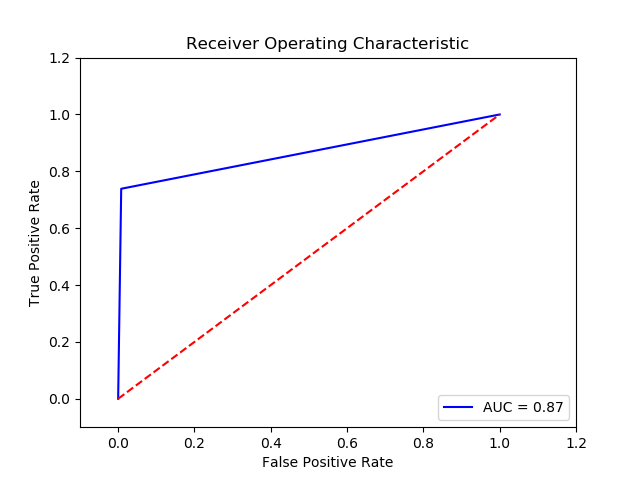 Receiver Operating Characteristic
1.2
1.0
0.8
0.6
0.4
0.2
0.0
True Positive Rate
AUC = 0.87
0.0 0.2 0.4 0.6 0.8 1.0 1.2
False Positive Rate